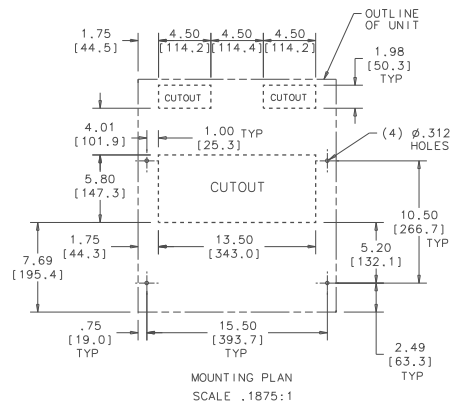 OUTLINE
OF UNIT
1.75
[44.5]
4.50
[114.2]
4.50
[114.4]
4.50
[114.2]
1.98
[50.3]
TYP
CUTOUT
CUTOUT
4.01
[101.9]
1.00 TYP
[25.3]
(4) Ø.312
HOLES
5.80
[147.3]
CUTOUT
10.50
[266.7]
TYP
1.75
[44.3]
13.50
[343.0]
5.20
[132.1]
7.69
[195.4]
.75
[19.0]
TYP
15.50
[393.7]
TYP
2.49
[63.3]
TYP
MOUNTING PLAN
SCALE .1875:1